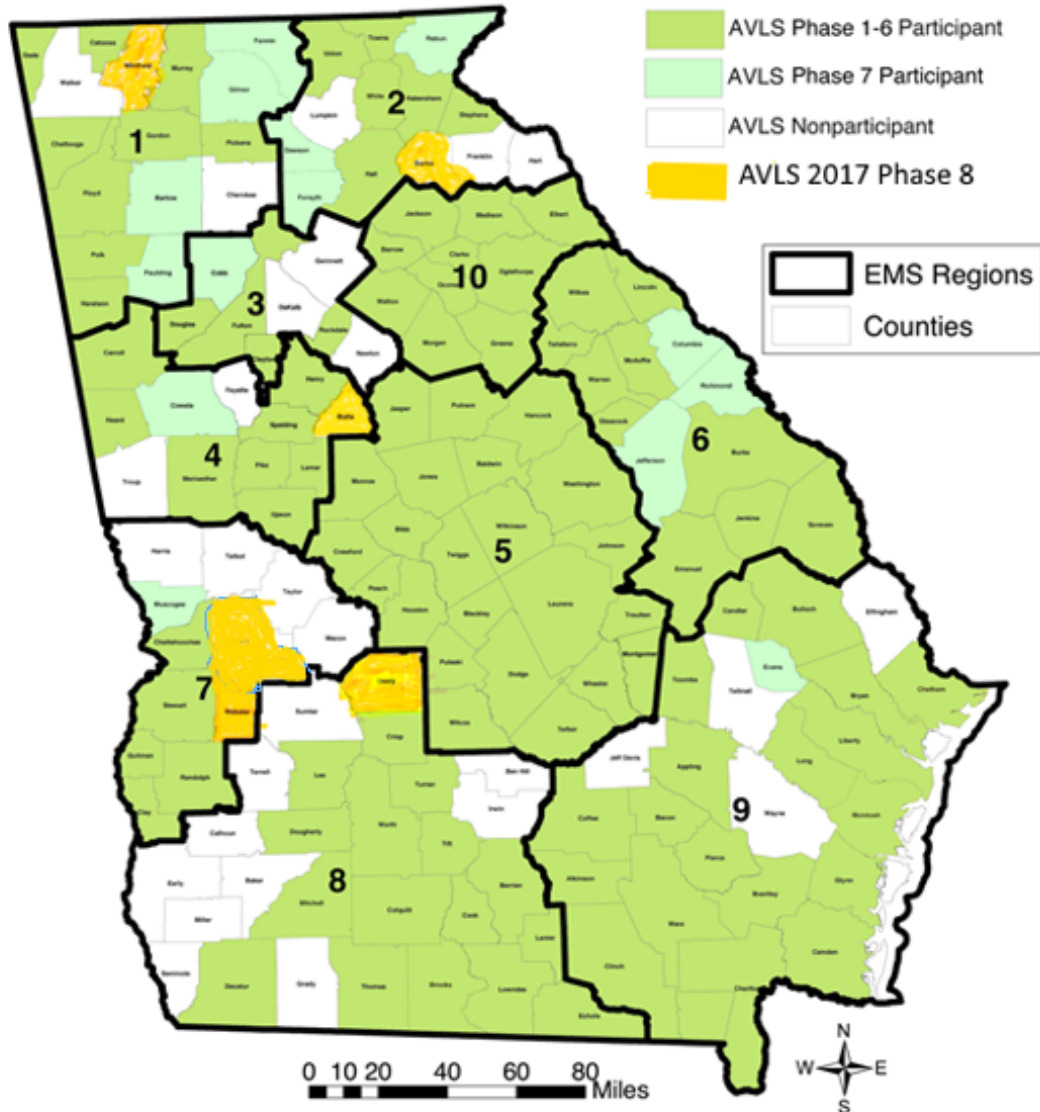 AVLS Phase 1-6 Participant
AVLS Phase 7 Participant
AVLS Nonparticipant
AVLS 2017 Phase 8
EMS Regions
Counties
Dade
Catoosa
Whitfield
Murray
Fannin
Walker
Gilmer
Chattooga
Gordon
Pickens
1
Floyd
Bartow
Cherokee
Polk
Paulding
Haralson
Union
Towns
Rabun
White
Habersham
2
Lumpkin
Stephens
Dawson
Hall
Banks
Franklin
Hart
Forsyth
Cobb
Gwinnett
3
DeKalb
Douglas
Fulton
Rockdale
Clayton
Newton
Jackson
Madison
Elbert
Barrow
Clarke
Oglethorpe
10
Walton
Morgan
Greene
Carroll
Coweta
Fayette
Henry
Heard
Spalding
Butts
4
Troup
Meriwether
Pike
Lamar
Upson
Wilkes
Lincoln
Taliaferro
McDuffie
Columbia
Warren
Richmond
Glascock
Jefferson
6
Burke
Jenkins
Screven
Emanuel
Jasper
Putnam
Hancock
Monroe
Jones
Baldwin
Washington
Bibb
Wilkinson
Crawford
Twiggs
5
Johnson
Peach
Houston
Bleckley
Laurens
Treutlen
Pulaski
Dodge
Wheeler
Montgomery
Wilcox
Telfair
Harris
Talbot
Taylor
Muscogee
Macon
Chattahoochee
7
Stewart
Webster
Quitman
Randolph
Clay
Dooly
Sumter
Crisp
Terrell
Lee
Turner
Ben Hill
Irwin
Calhoun
Dougherty
Worth
Tift
Early
Baker
Mitchell
8
Berrien
Miller
Colquitt
Cook
Lanier
Seminole
Decatur
Grady
Thomas
Brooks
Lowndes
Echols
Candler
Bulloch
Effingham
Toombs
Tattnall
Evans
Bryan
Chatham
Jeff Davis
Appling
Long
Liberty
9
Wayne
McIntosh
Coffee
Bacon
Pierce
Atkinson
Ware
Brantley
Glynn
Clinch
Camden
N
W
E
S
0 10 20 40 60 80
Miles